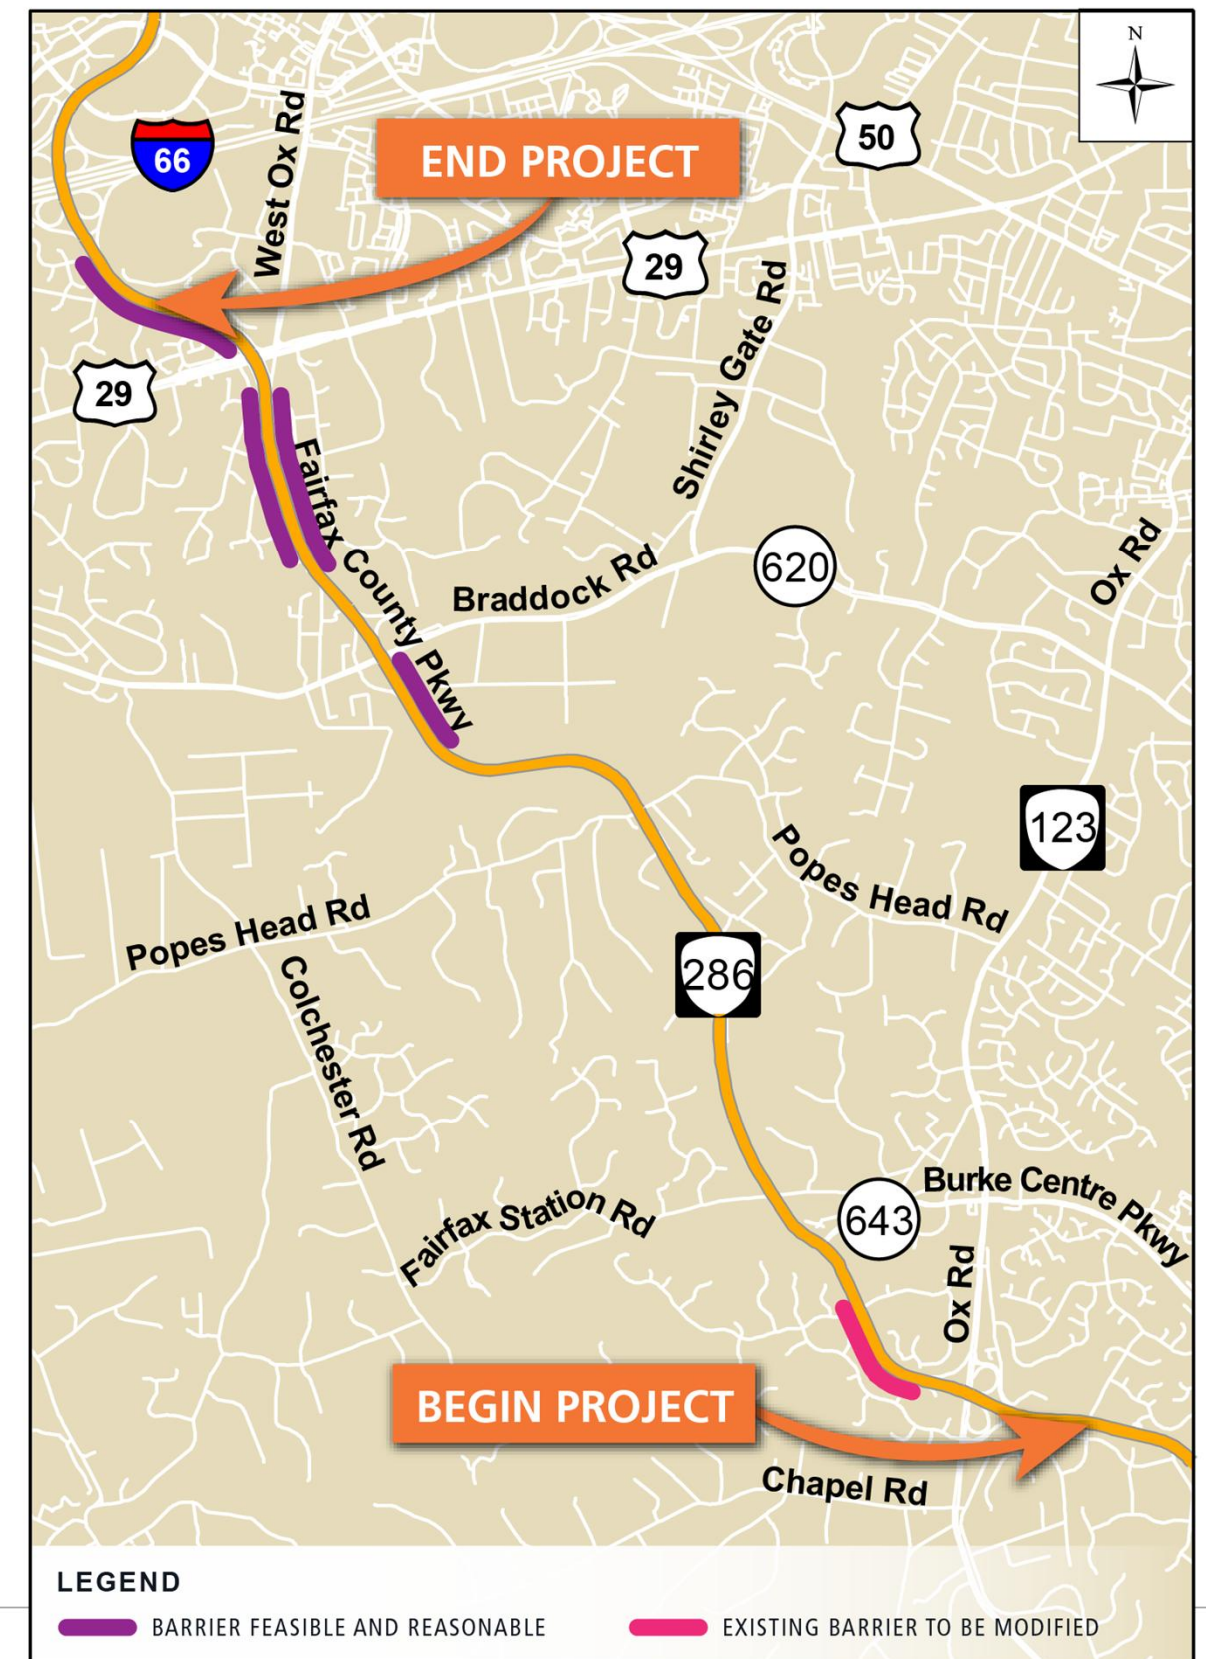 N
66
West Ox Rd
END PROJECT
50
29
Shirley Gate Rd
29
Fairfax County Pkwy
Braddock Rd
620
Ox Rd
123
Popes Head Rd
Popes Head Rd
286
Colchester Rd
Fairfax Station Rd
643
Burke Centre Pkwy
Ox Rd
BEGIN PROJECT
Chapel Rd
LEGEND
BARRIER FEASIBLE AND REASONABLE
EXISTING BARRIER TO BE MODIFIED